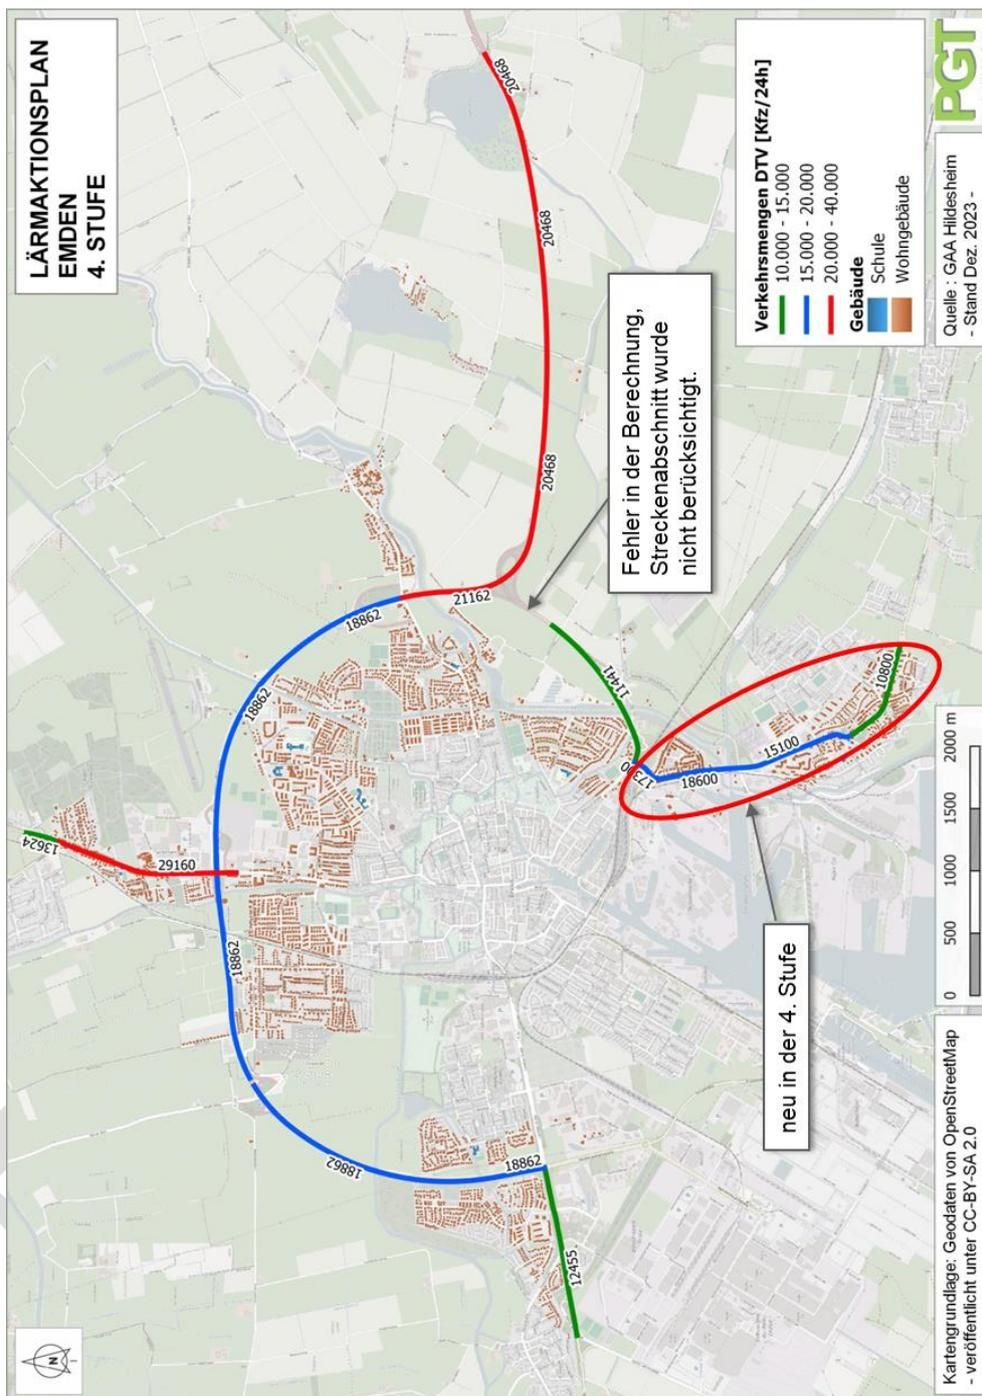 LÄRMAKTIONSPLAN
EMDEN
4. STUFE
13624
29160
18862
18862
18862
18862
18862
12455
21162
20468
20468
20468
11441
18600
15100
10800
Fehler in der Berechnung,
Streckenabschnitt wurde
nicht berücksichtigt.
neu in der 4. Stufe
Verkehrsmengen DTV [Kfz/24h]
10.000 - 15.000
15.000 - 20.000
20.000 - 40.000
Gebäude
Schule
Wohngebäude
N
Kartengrundlage: Geodaten von OpenStreetMap
- veröffentlicht unter CC-BY-SA 2.0
0 500 1000 1500 2000 m
Quelle : GAA Hildesheim
- Stand Dez. 2023 -
PGT